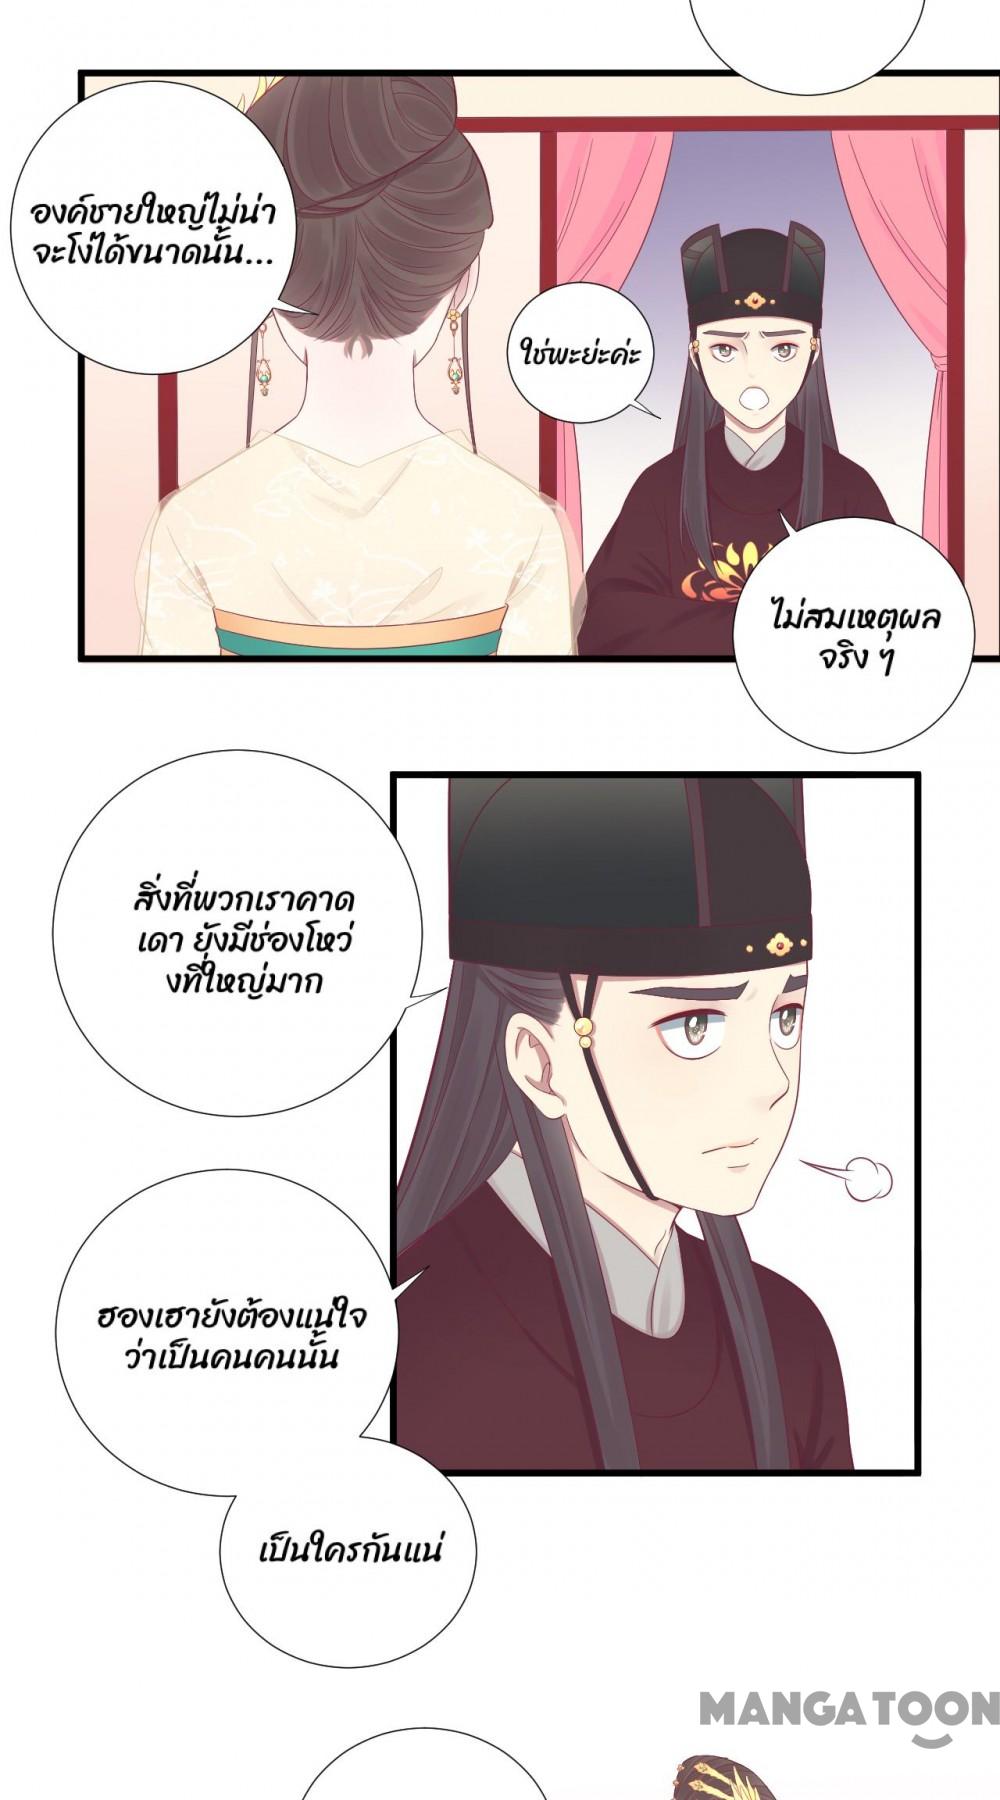 องค์ชายใหญ่ไม่น่า
จะโง่ได้ขนาดนั้น...
ใช่พะย่ะค่ะ
ไม่สมเหตุผล
จริง ๆ
สิ่งที่พวกเราคาด
เดา ยังมีช่องโหว่
งที่ใหญ่มาก
ฮองเฮายังต้องแน่ใจ
ว่าเป็นคนคนนั้น
เป็นใครกันแน่
MANGATOON